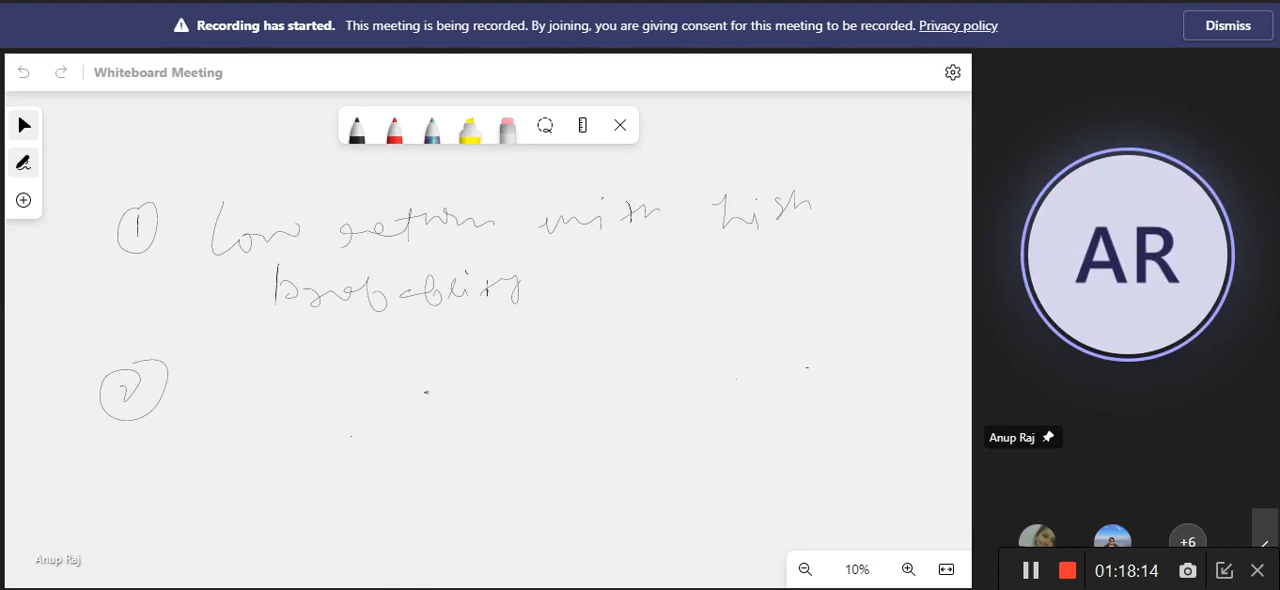 Recording has started. This meeting is being recorded. By joining, you are giving consent for this meeting to be recorded. Privacy policy Dismiss
Whiteboard Meeting
① Low return with high
probablity
②
AR
Anup Raj
Anup Raj
+6
10%
01:18:14